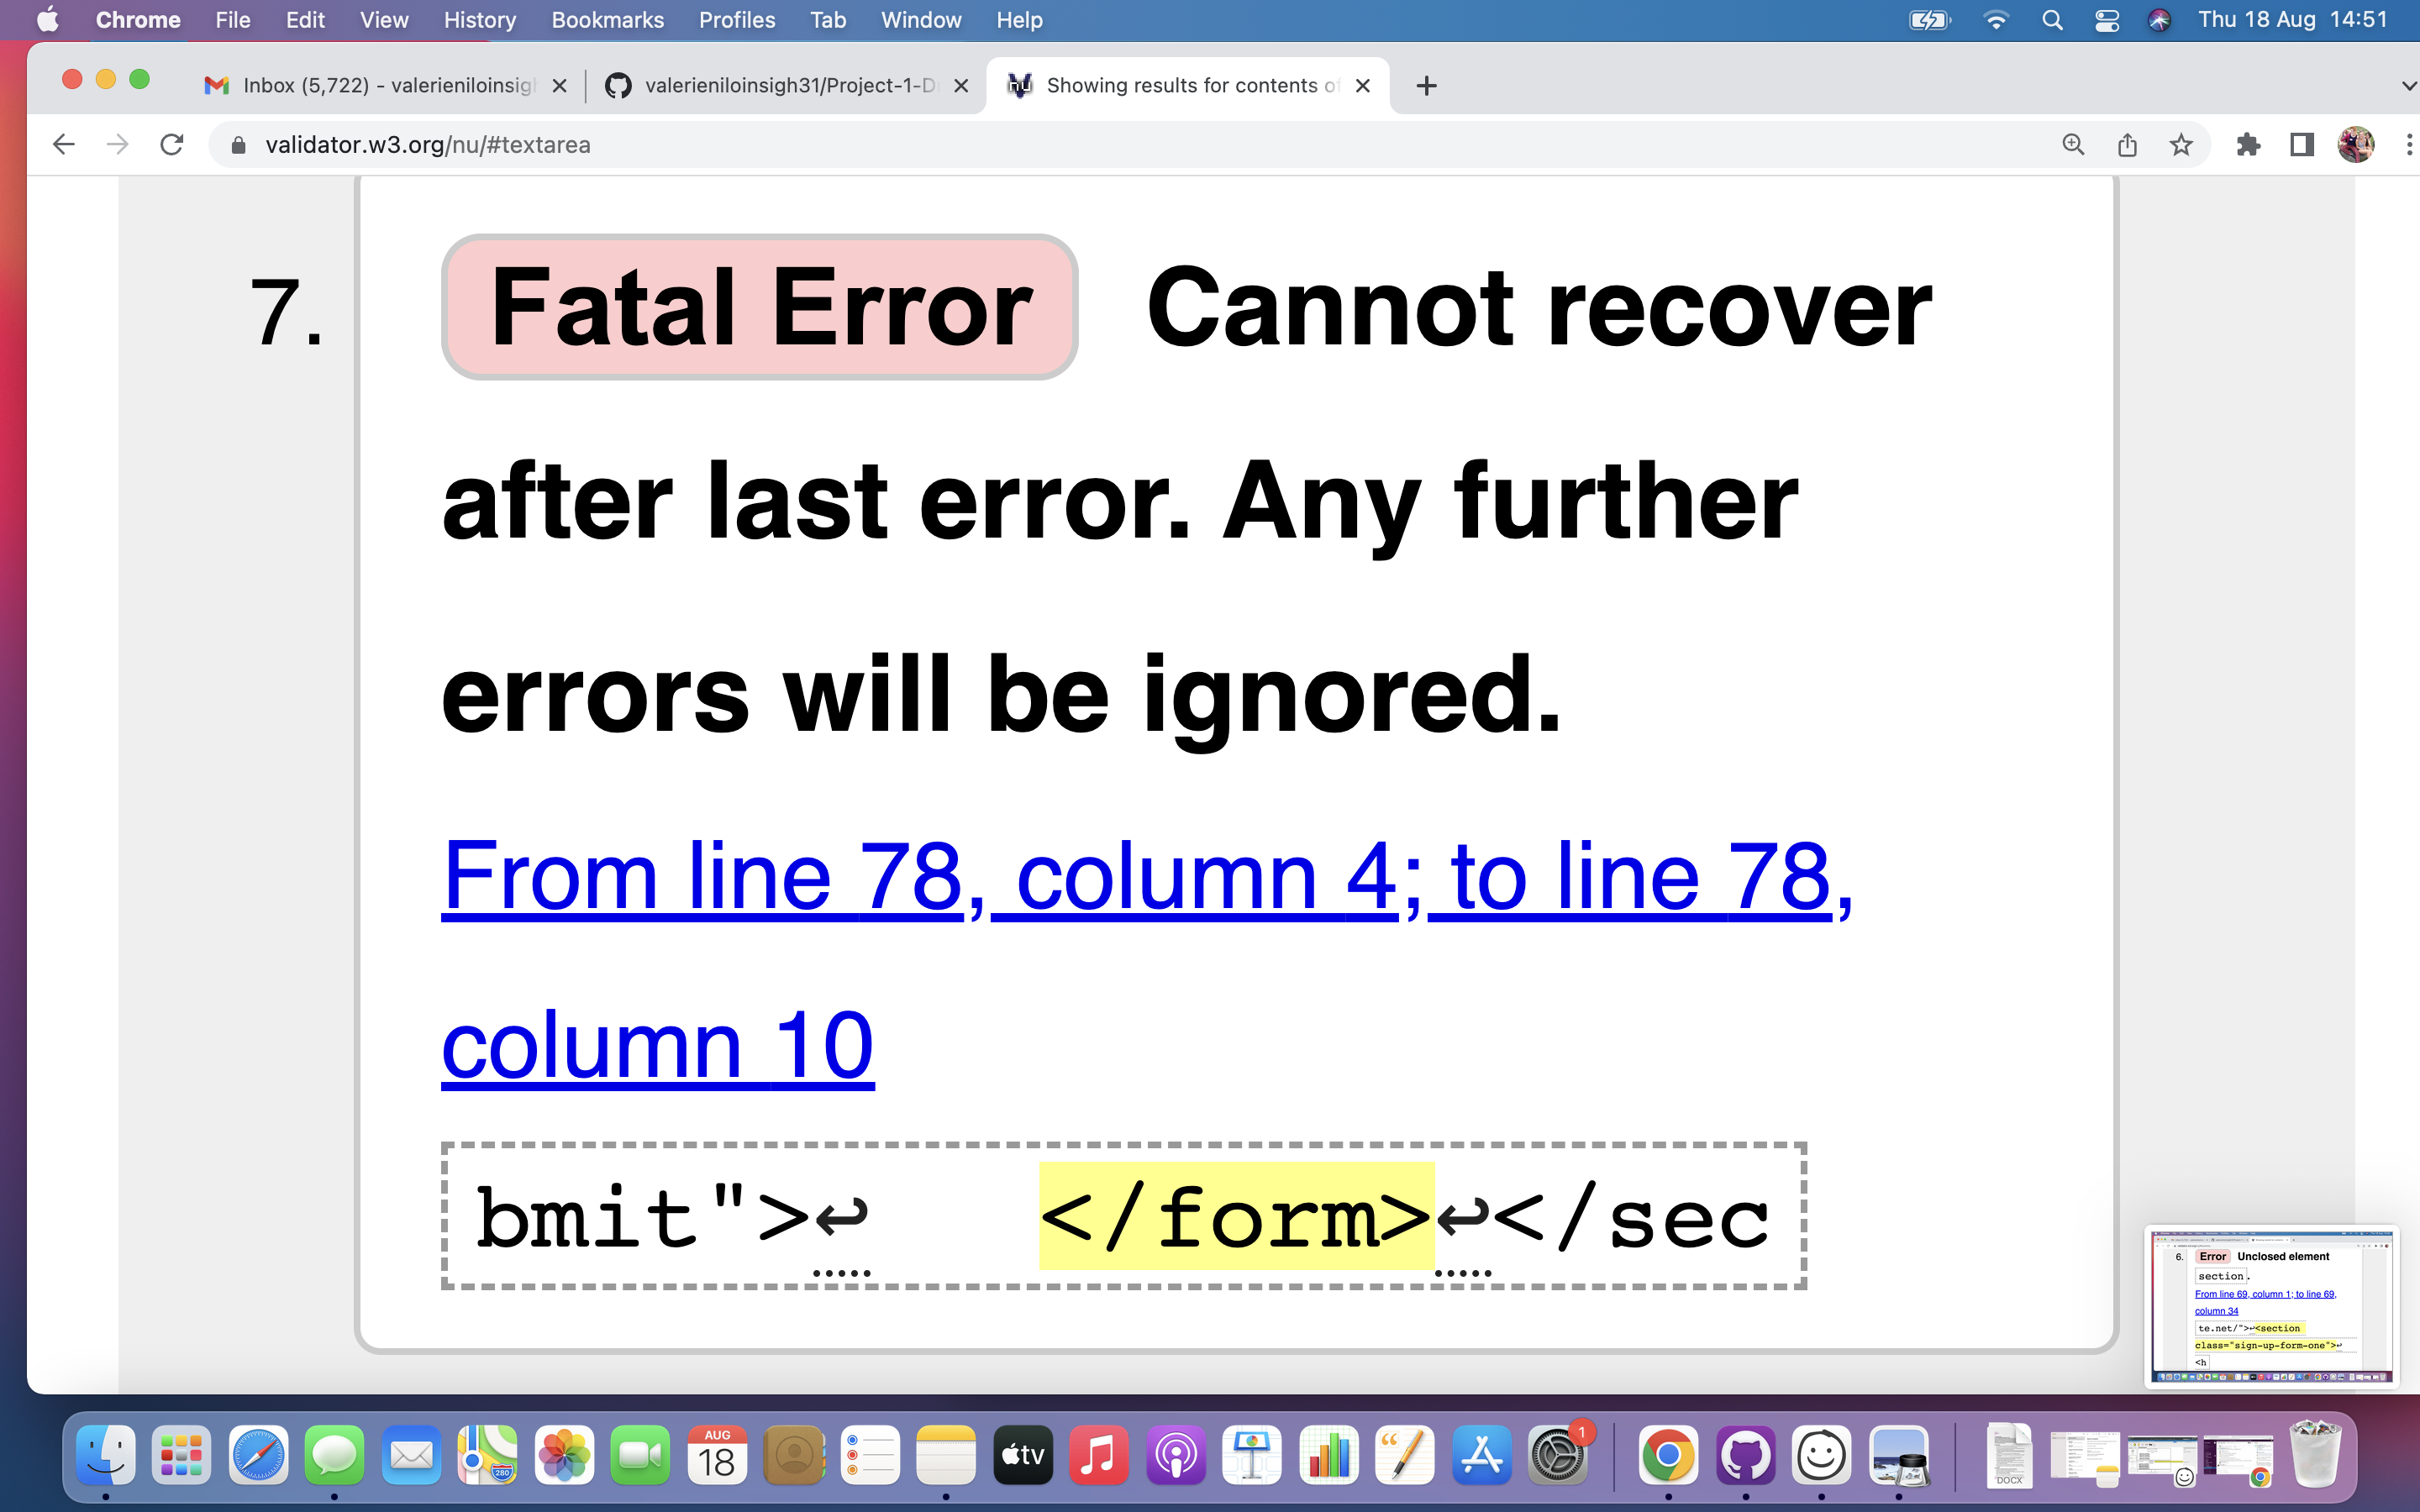 Chrome File Edit View History Bookmarks Profiles Tab Window Help Thu 18 Aug 14:51
Inbox (5,722) - valerieniloinsigh valerieniloinsigh31/Project-1-D Showing results for contents of
validator.w3.org/nu/#textarea
7. Fatal Error Cannot recover
after last error. Any further
errors will be ignored.
From line 78, column 4; to line 78,
column 10
bmit">↩ </form>↩</sec
6. Error Unclosed element
section.
From line 69, column 1; to line 69,
column 34
te.net/">↩<section
class="sign-up-form-one">↩
<h
AUG
18
280
tv
1
DOCX